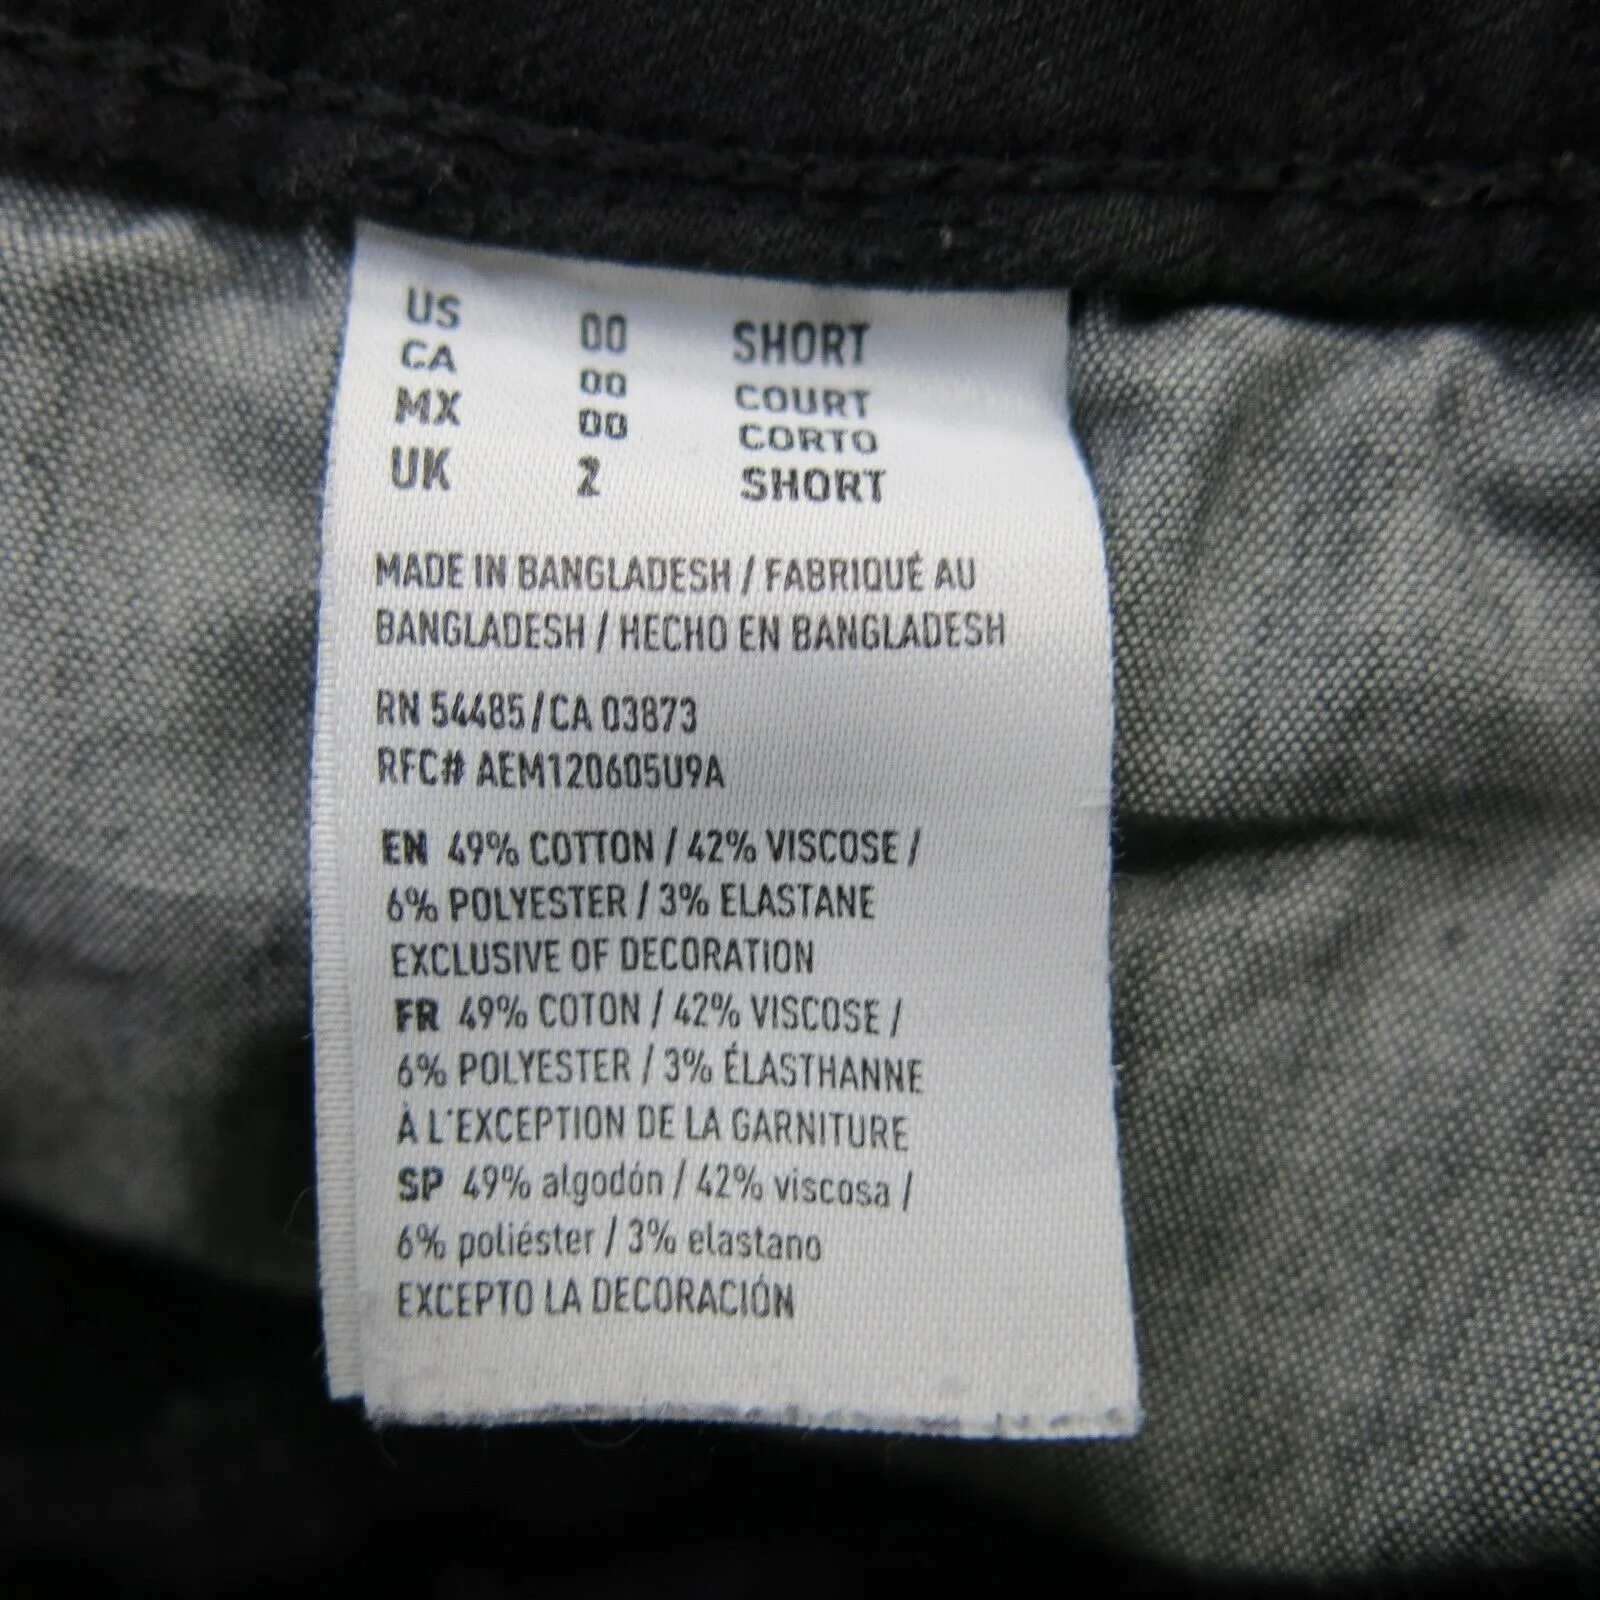 US 00 SHORT
CA 00 COURT
MX 00 CORTO
UK 2 SHORT
MADE IN BANGLADESH / FABRIQUÉ AU
BANGLADESH / HECHO EN BANGLADESH
RN 54485/CA 03873
RFC# AEM120605U9A
EN 49% COTTON / 42% VISCOSE /
6% POLYESTER / 3% ELASTANE
EXCLUSIVE OF DECORATION
FR 49% COTON / 42% VISCOSE /
6% POLYESTER / 3% ÉLASTHANNE
À L'EXCEPTION DE LA GARNITURE
SP 49% algodón / 42% viscosa /
6% poliéster / 3% elastano
EXCEPTO LA DECORACIÓN